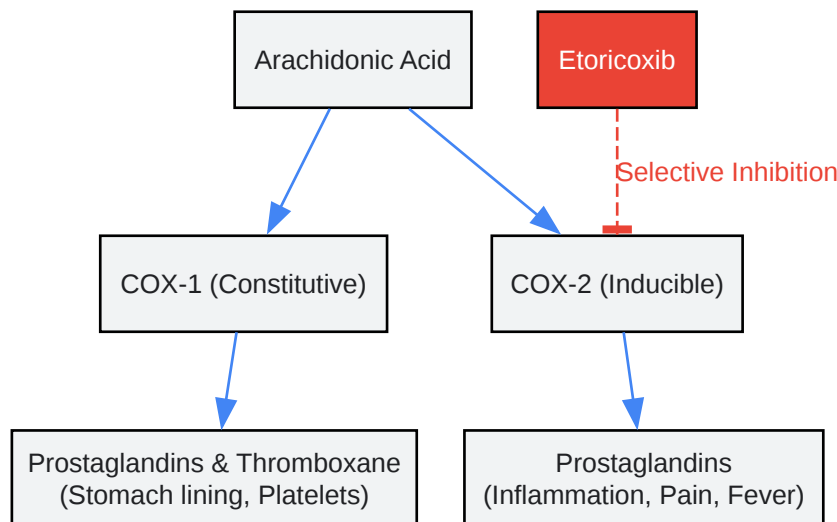 Arachidonic Acid
Etoricoxib
Selective Inhibition
COX-1 (Constitutive)
COX-2 (Inducible)
Prostaglandins & Thromboxane
(Stomach lining, Platelets)
Prostaglandins
(Inflammation, Pain, Fever)